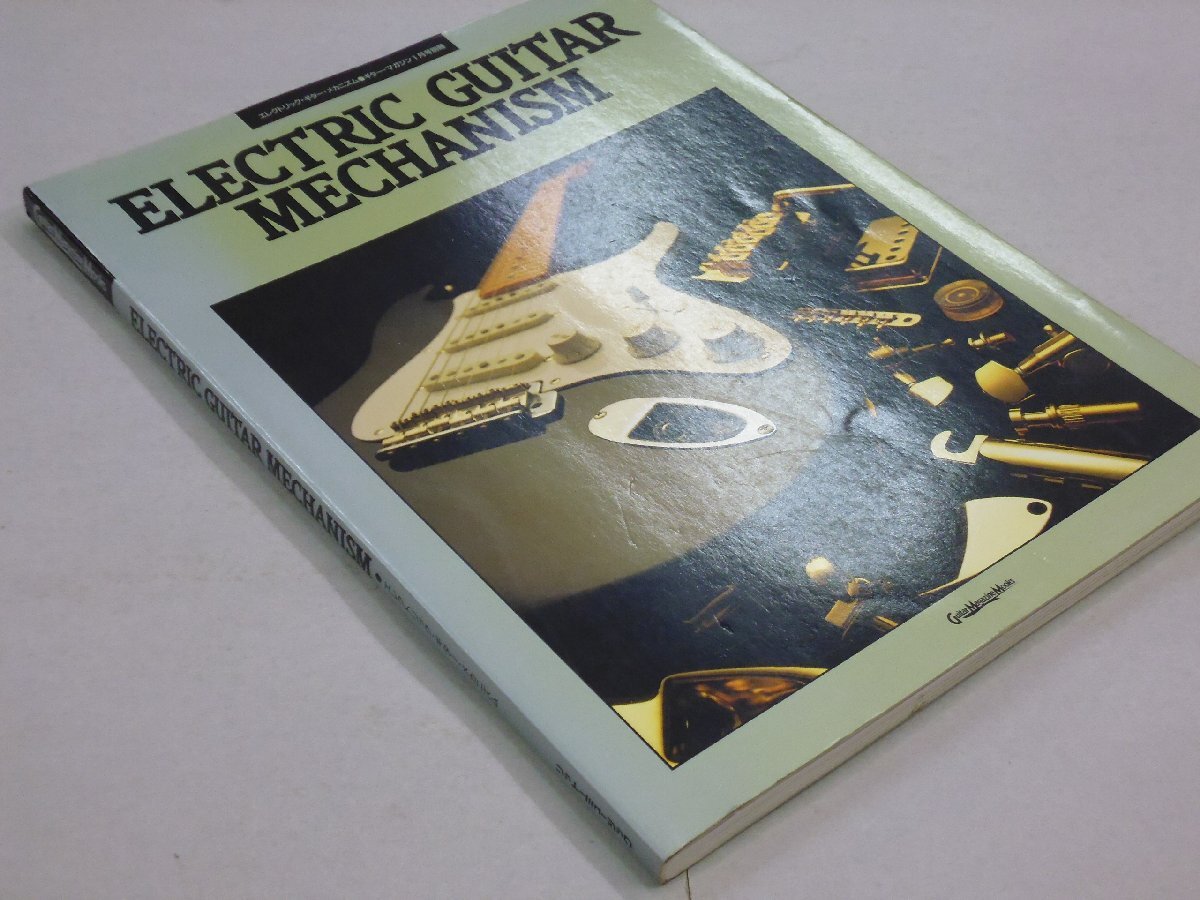 エレクトリック・ギター・メカニズム●ギター・マガジン1月号別冊
ELECTRIC GUITAR
MECHANISM
Guitar Magazine Mooks
ELECTRIC GUITAR MECHANISM・